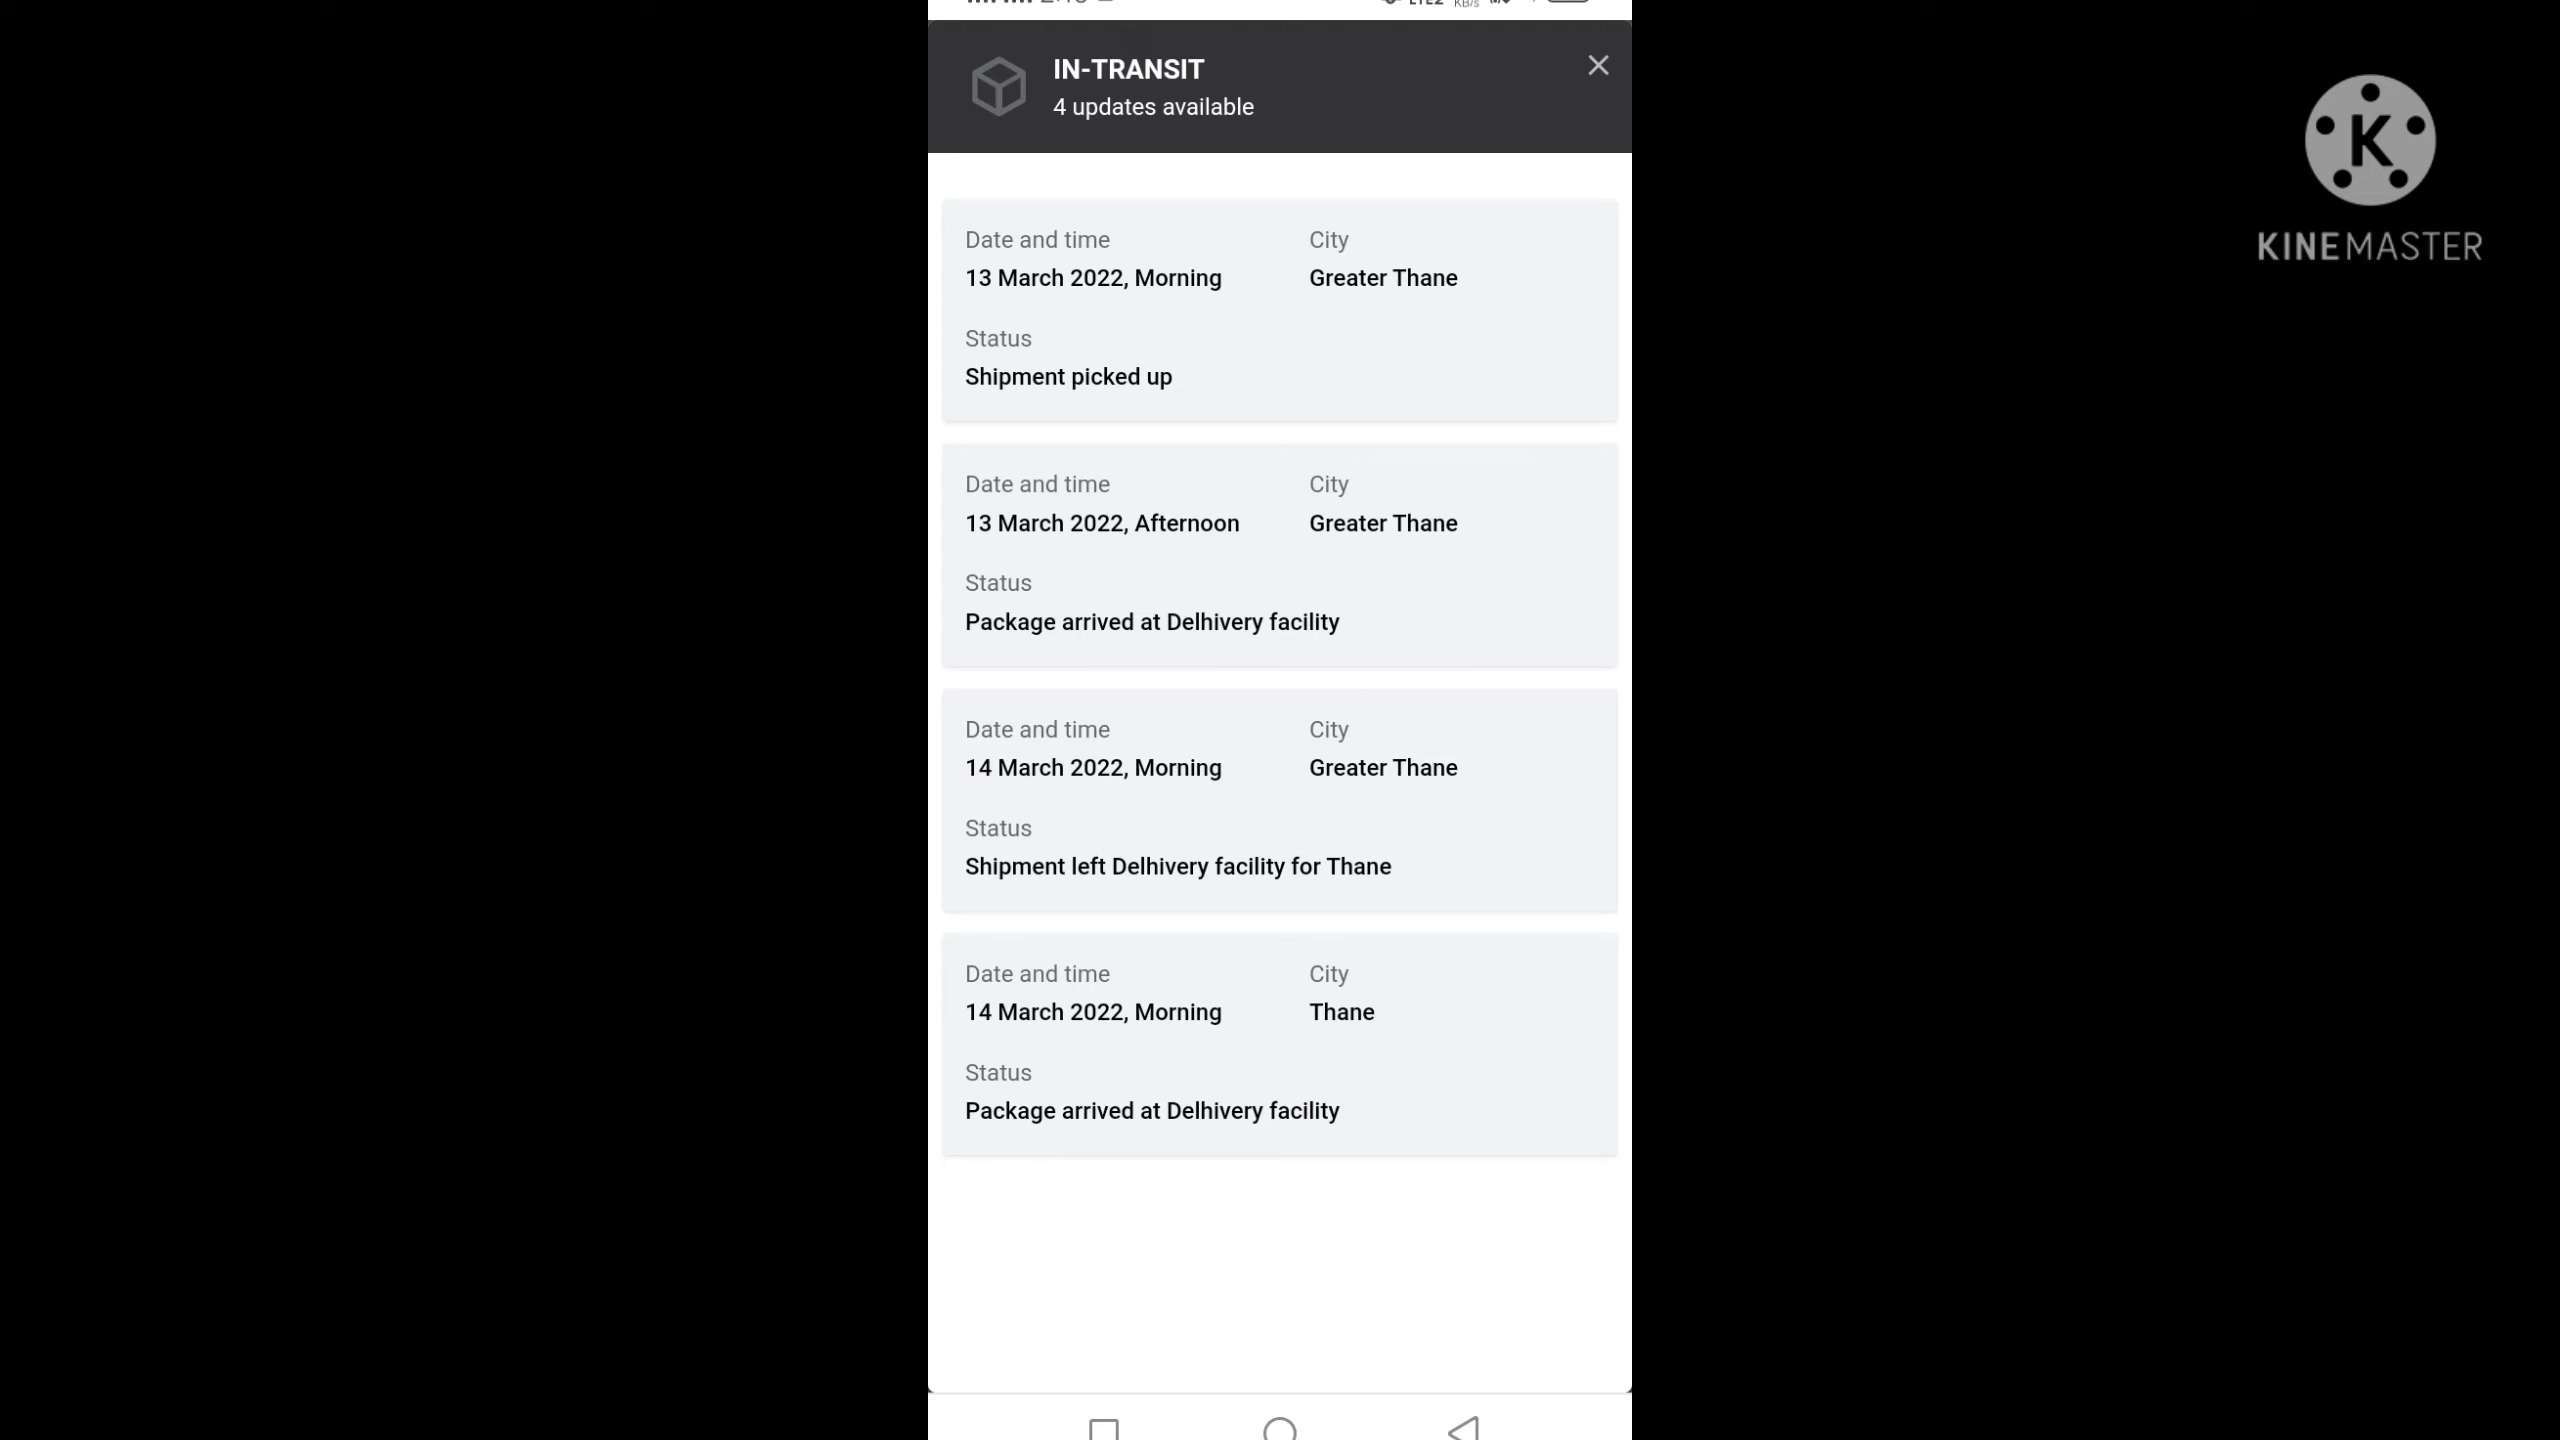 IN-TRANSIT
4 updates available
Date and time City
13 March 2022, Morning Greater Thane
Status
Shipment picked up
Date and time City
13 March 2022, Afternoon Greater Thane
Status
Package arrived at Delhivery facility
Date and time City
14 March 2022, Morning Greater Thane
Status
Shipment left Delhivery facility for Thane
Date and time City
14 March 2022, Morning Thane
Status
Package arrived at Delhivery facility
K
KINEMASTER